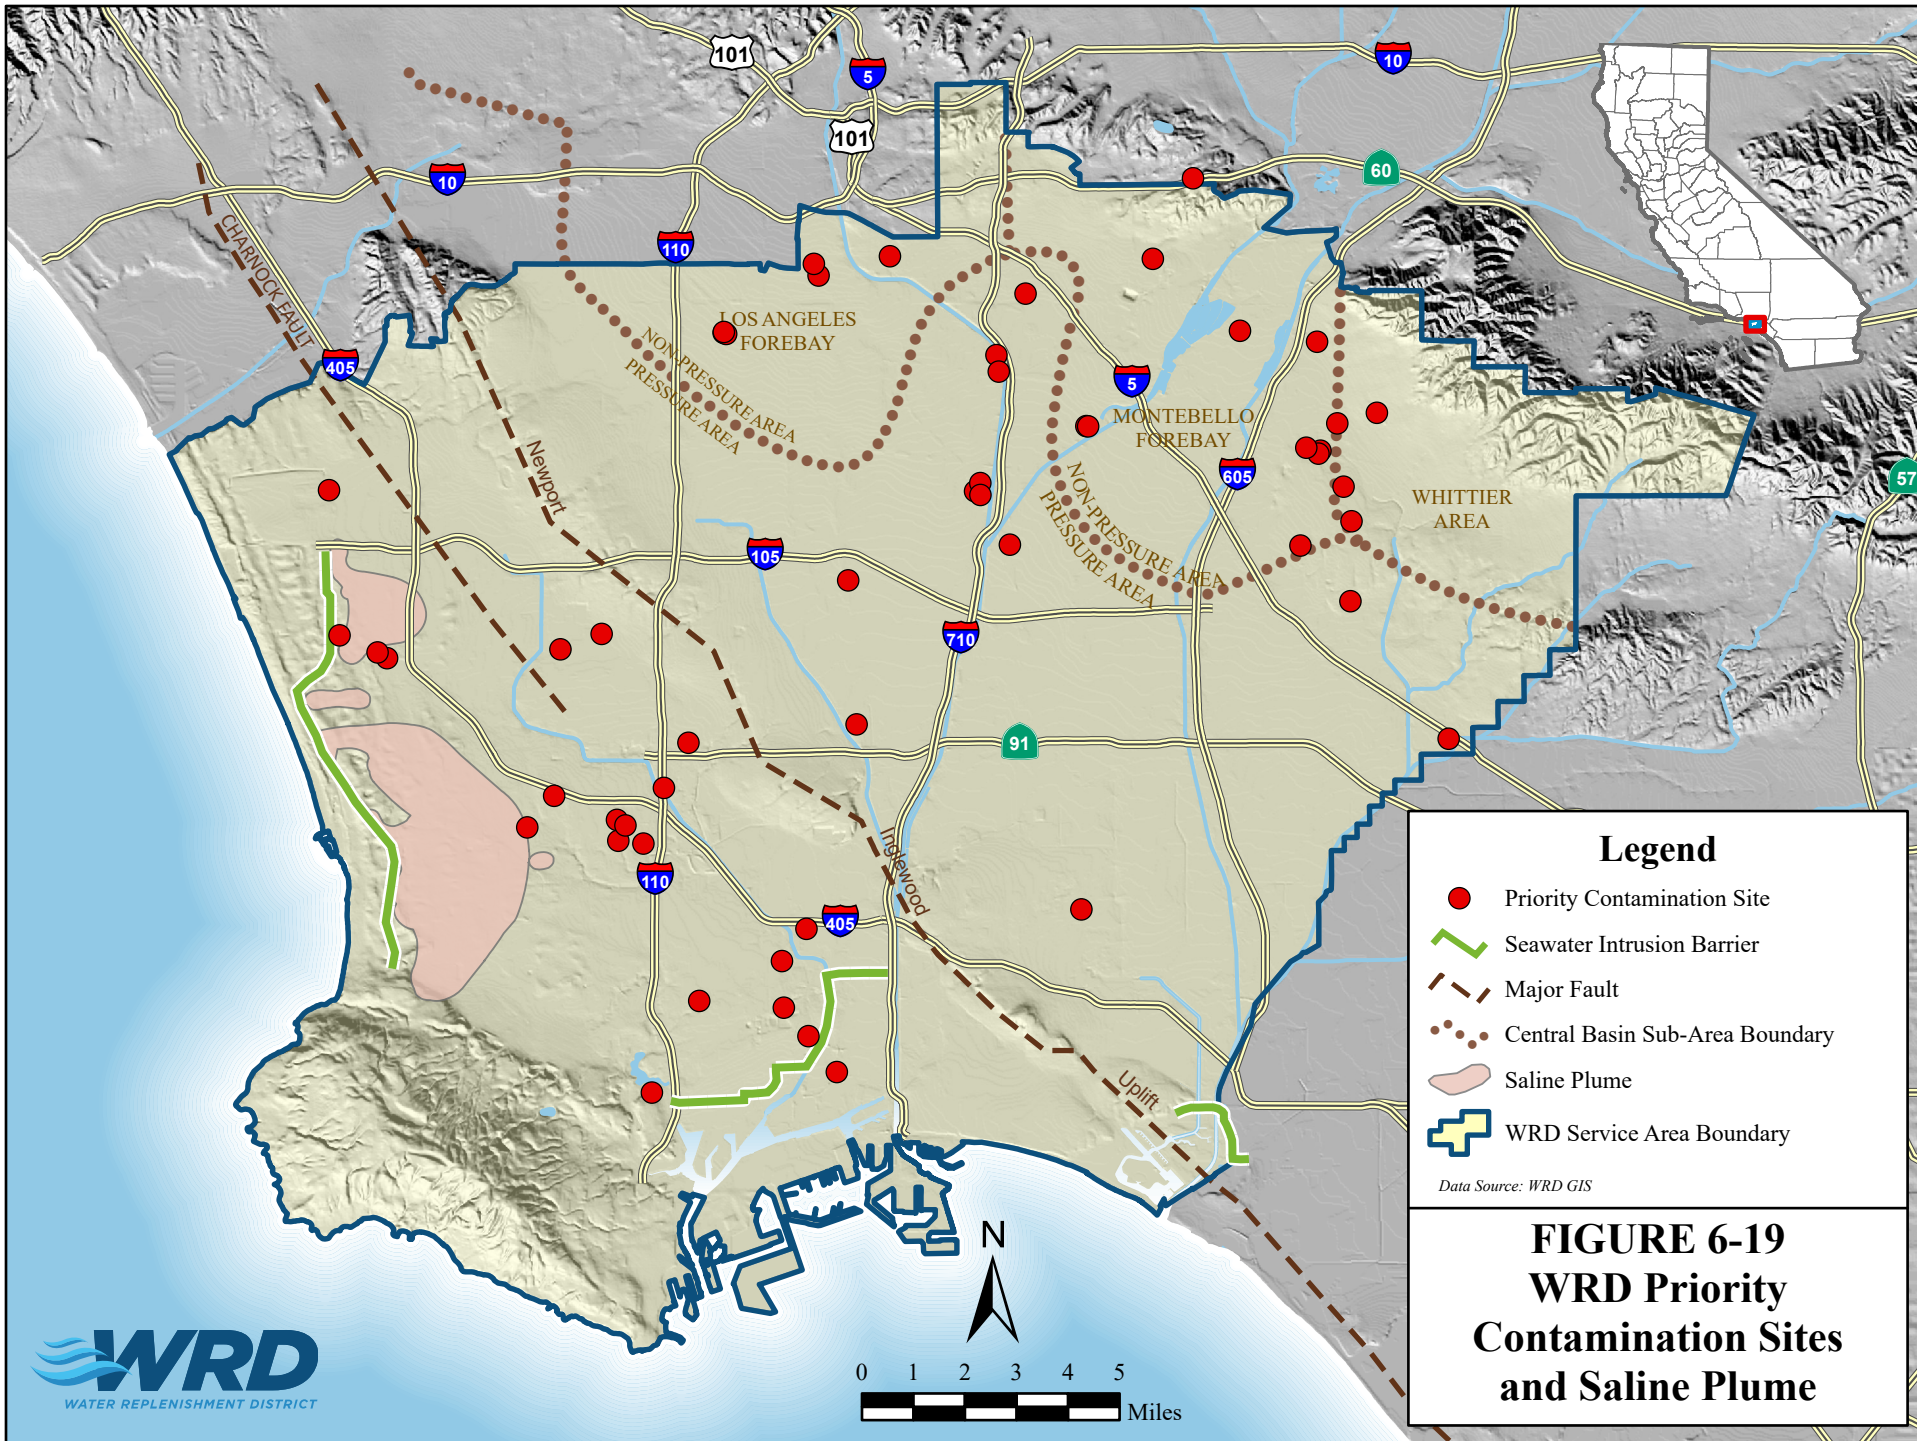 101
5
10
101
60
10
110
CHARNOCK FAULT
LOS ANGELES
FOREBAY
NON-PRESSURE AREA
PRESSURE AREA
405
5
MONTEBELLO
FOREBAY
605
57
Newport
NON-PRESSURE AREA
PRESSURE AREA
WHITTIER
AREA
105
710
91
Inglewood
110
405
Uplift
Legend
Priority Contamination Site
Seawater Intrusion Barrier
Major Fault
Central Basin Sub-Area Boundary
Saline Plume
WRD Service Area Boundary
Data Source: WRD GIS
FIGURE 6-19
WRD Priority
Contamination Sites
and Saline Plume
N
0 1 2 3 4 5
Miles
WRD
WATER REPLENISHMENT DISTRICT